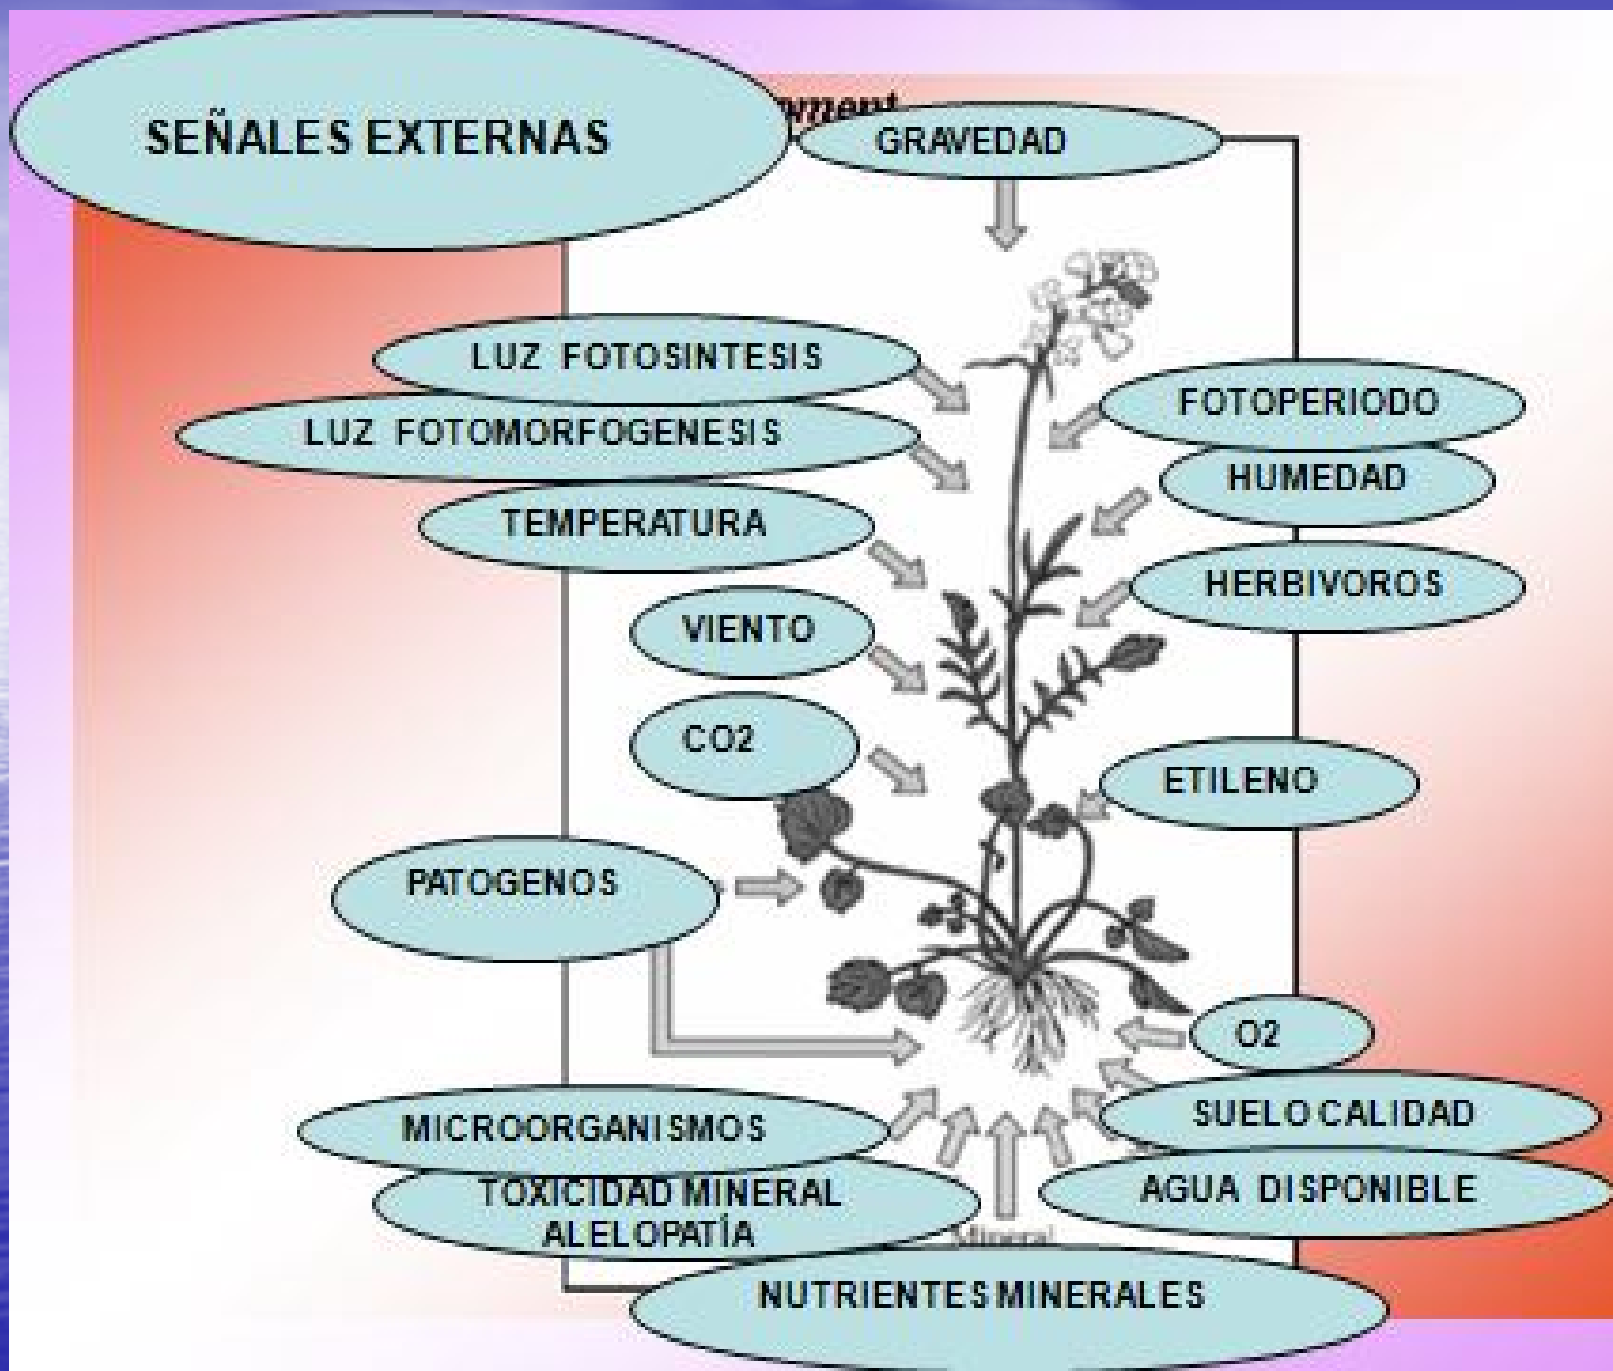 SEÑALES EXTERNAS
GRAVEDAD
LUZ FOTOSINTESIS
FOTOPERIODO
LUZ FOTOMORFOGENESIS
HUMEDAD
TEMPERATURA
HERBIVOROS
VIENTO
CO2
ETILENO
PATOGENOS
O2
MICROORGANISMOS
SUELO CALIDAD
TOXICIDAD MINERAL
ALELOPATÍA
AGUA DISPONIBLE
Mineral
NUTRIENTES MINERALES